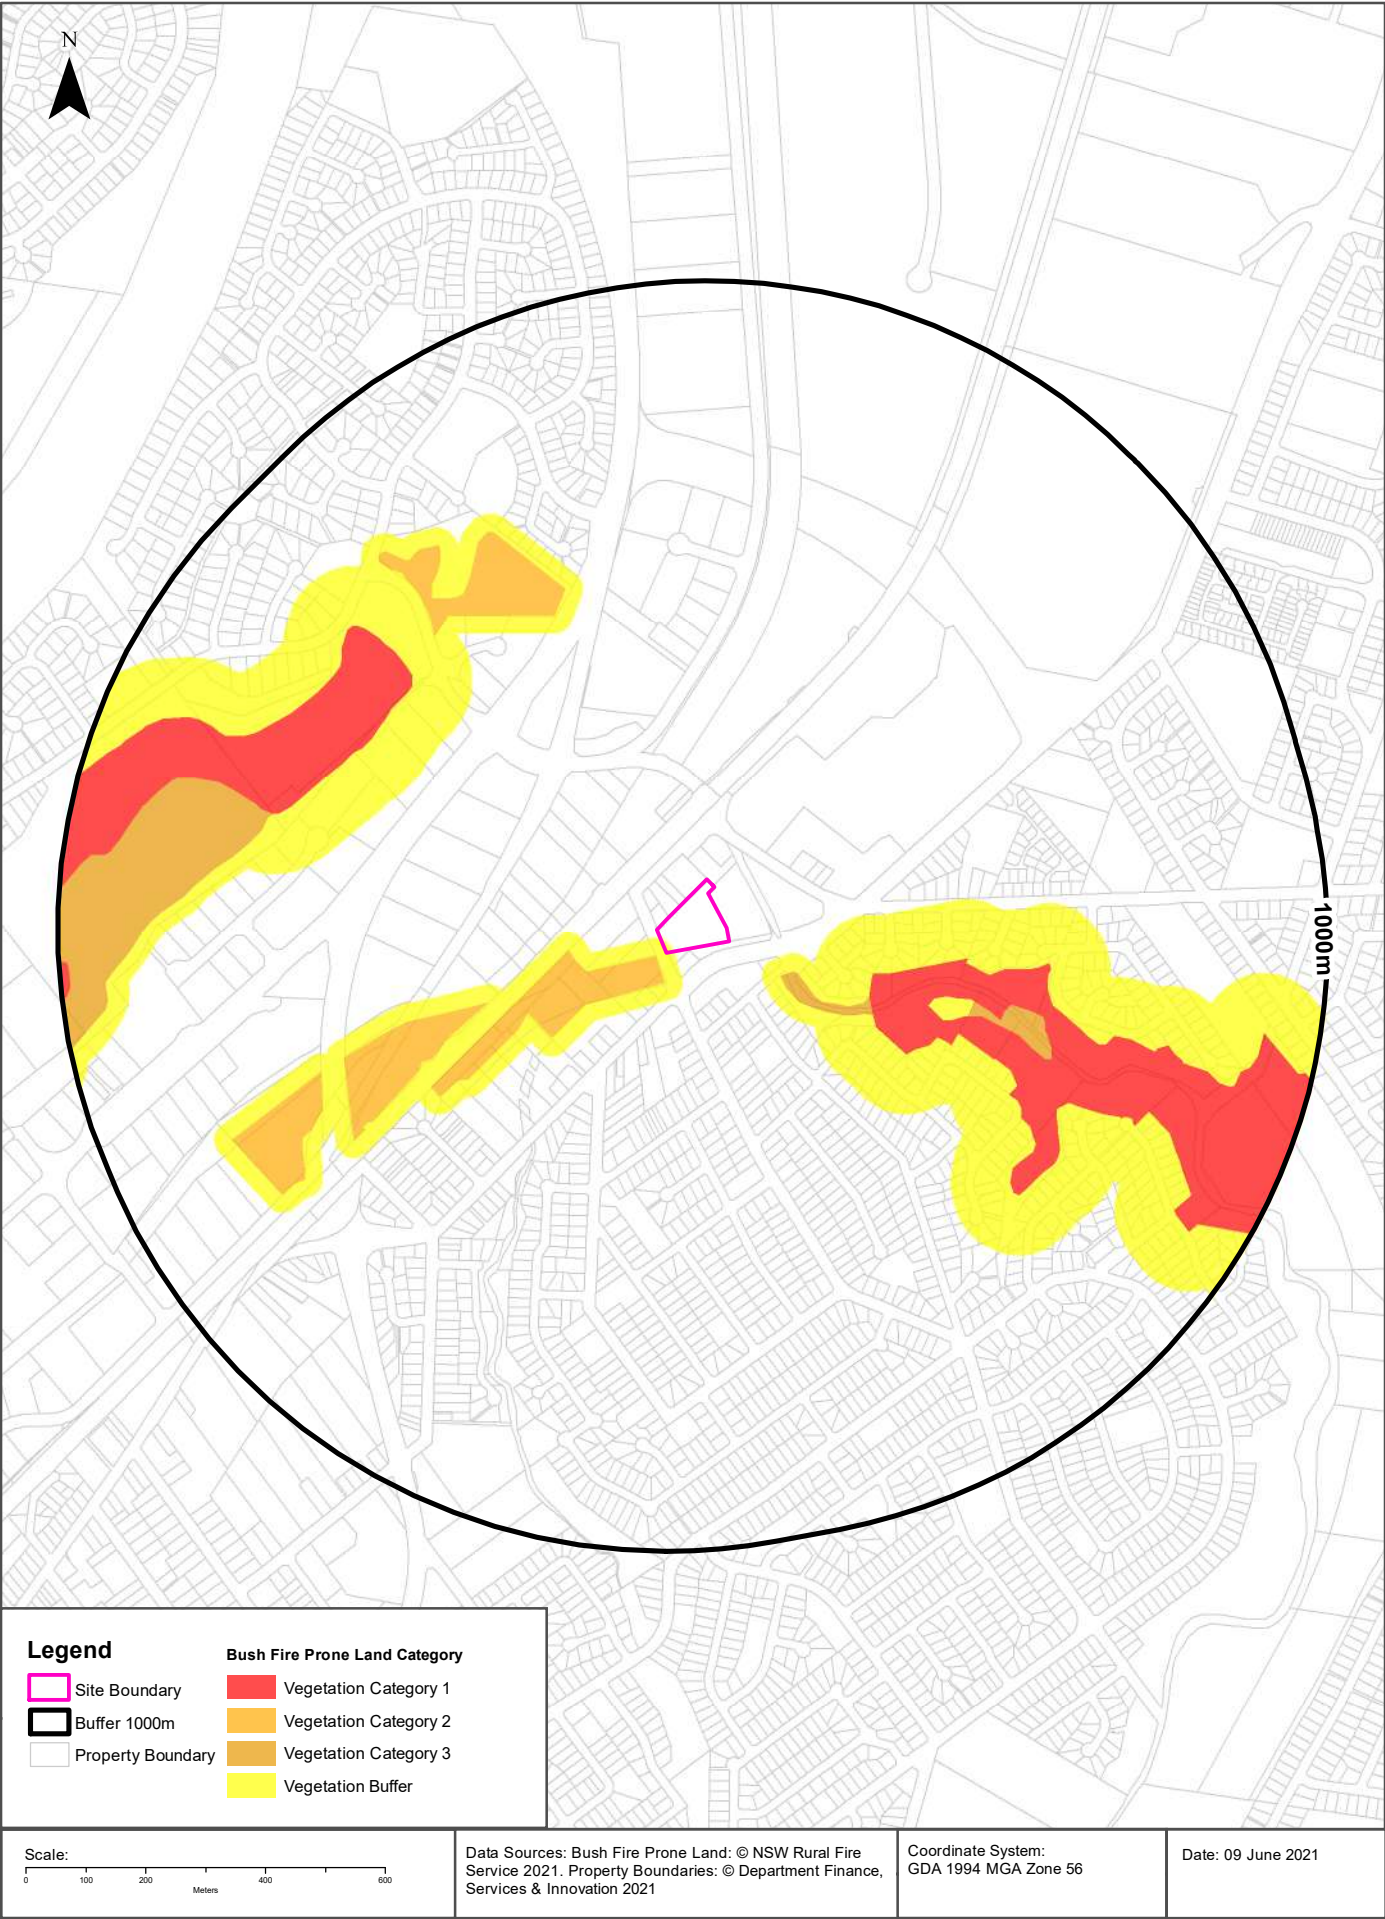 N
1000m
Legend
Site Boundary
Buffer 1000m
Property Boundary
Bush Fire Prone Land Category
Vegetation Category 1
Vegetation Category 2
Vegetation Category 3
Vegetation Buffer
Scale:
0 100 200 400 600
Meters
Data Sources: Bush Fire Prone Land: © NSW Rural Fire
Service 2021. Property Boundaries: © Department Finance,
Services & Innovation 2021
Coordinate System:
GDA 1994 MGA Zone 56
Date: 09 June 2021